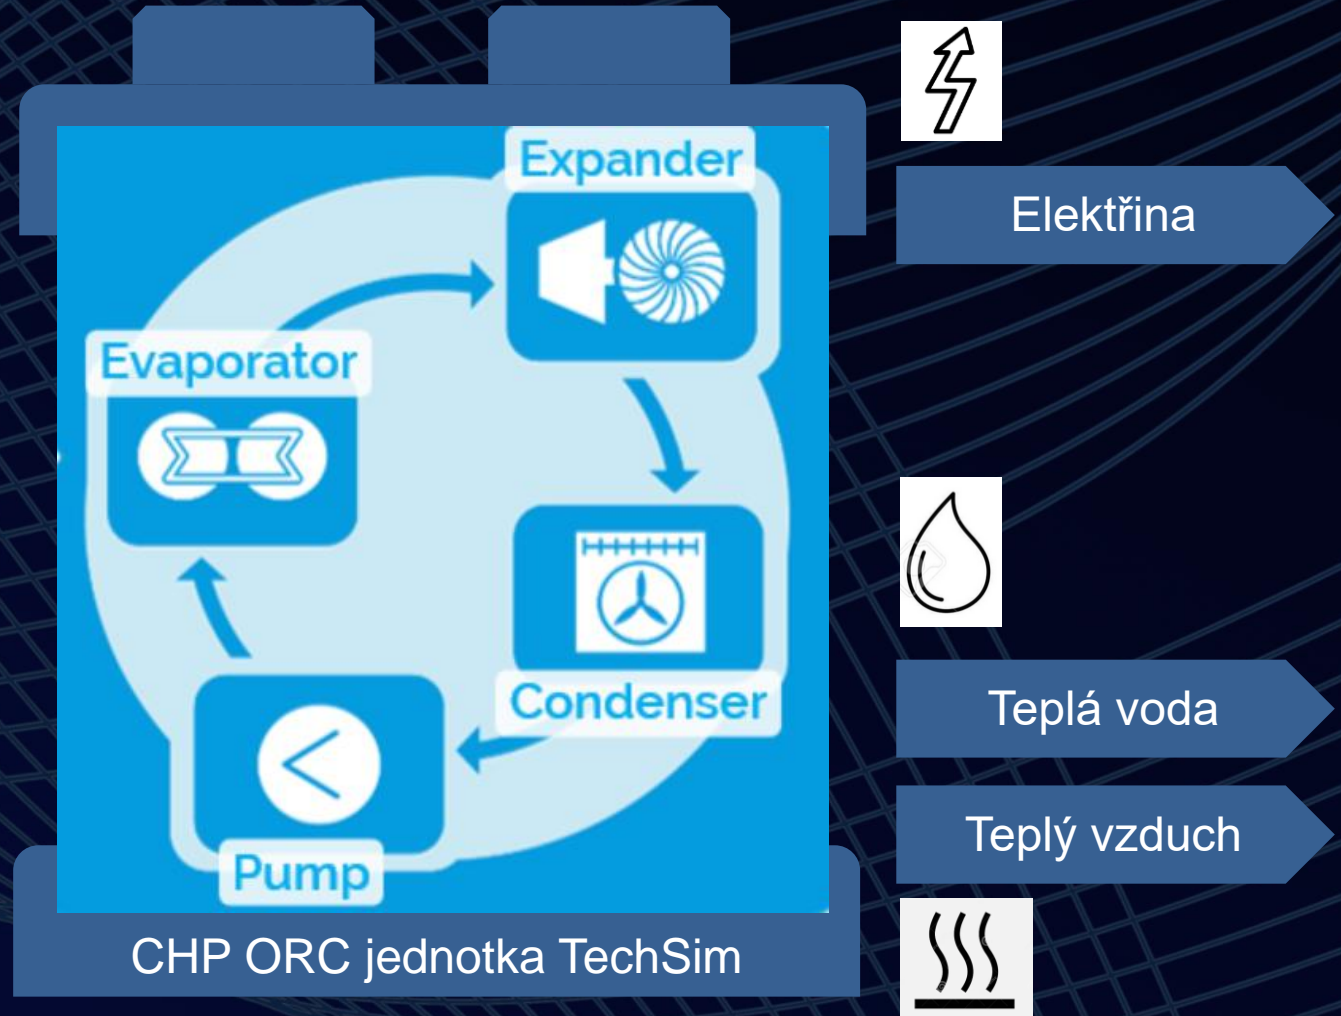 Expander
Elektřina
Evaporator
Condenser
Teplá voda
Teplý vzduch
Pump
CHP ORC jednotka TechSim